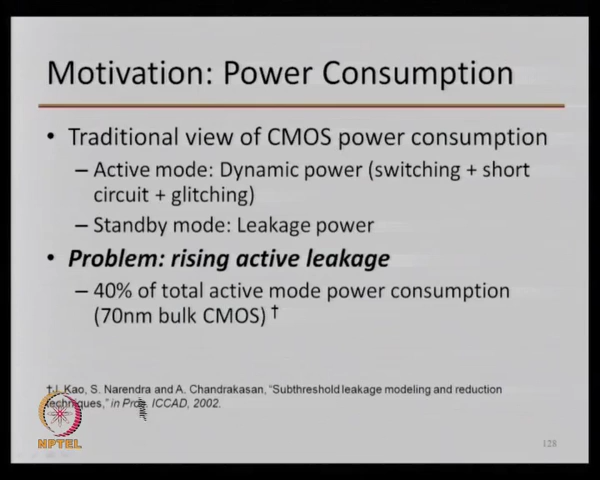 Motivation: Power Consumption
• Traditional view of CMOS power consumption
– Active mode: Dynamic power (switching + short
circuit + glitching)
– Standby mode: Leakage power
• Problem: rising active leakage
– 40% of total active mode power consumption
(70nm bulk CMOS) †
†J. Kao, S. Narendra and A. Chandrakasan, “Subthreshold leakage modeling and reduction
techniques,” in Proc. ICCAD, 2002.
NPTEL
128